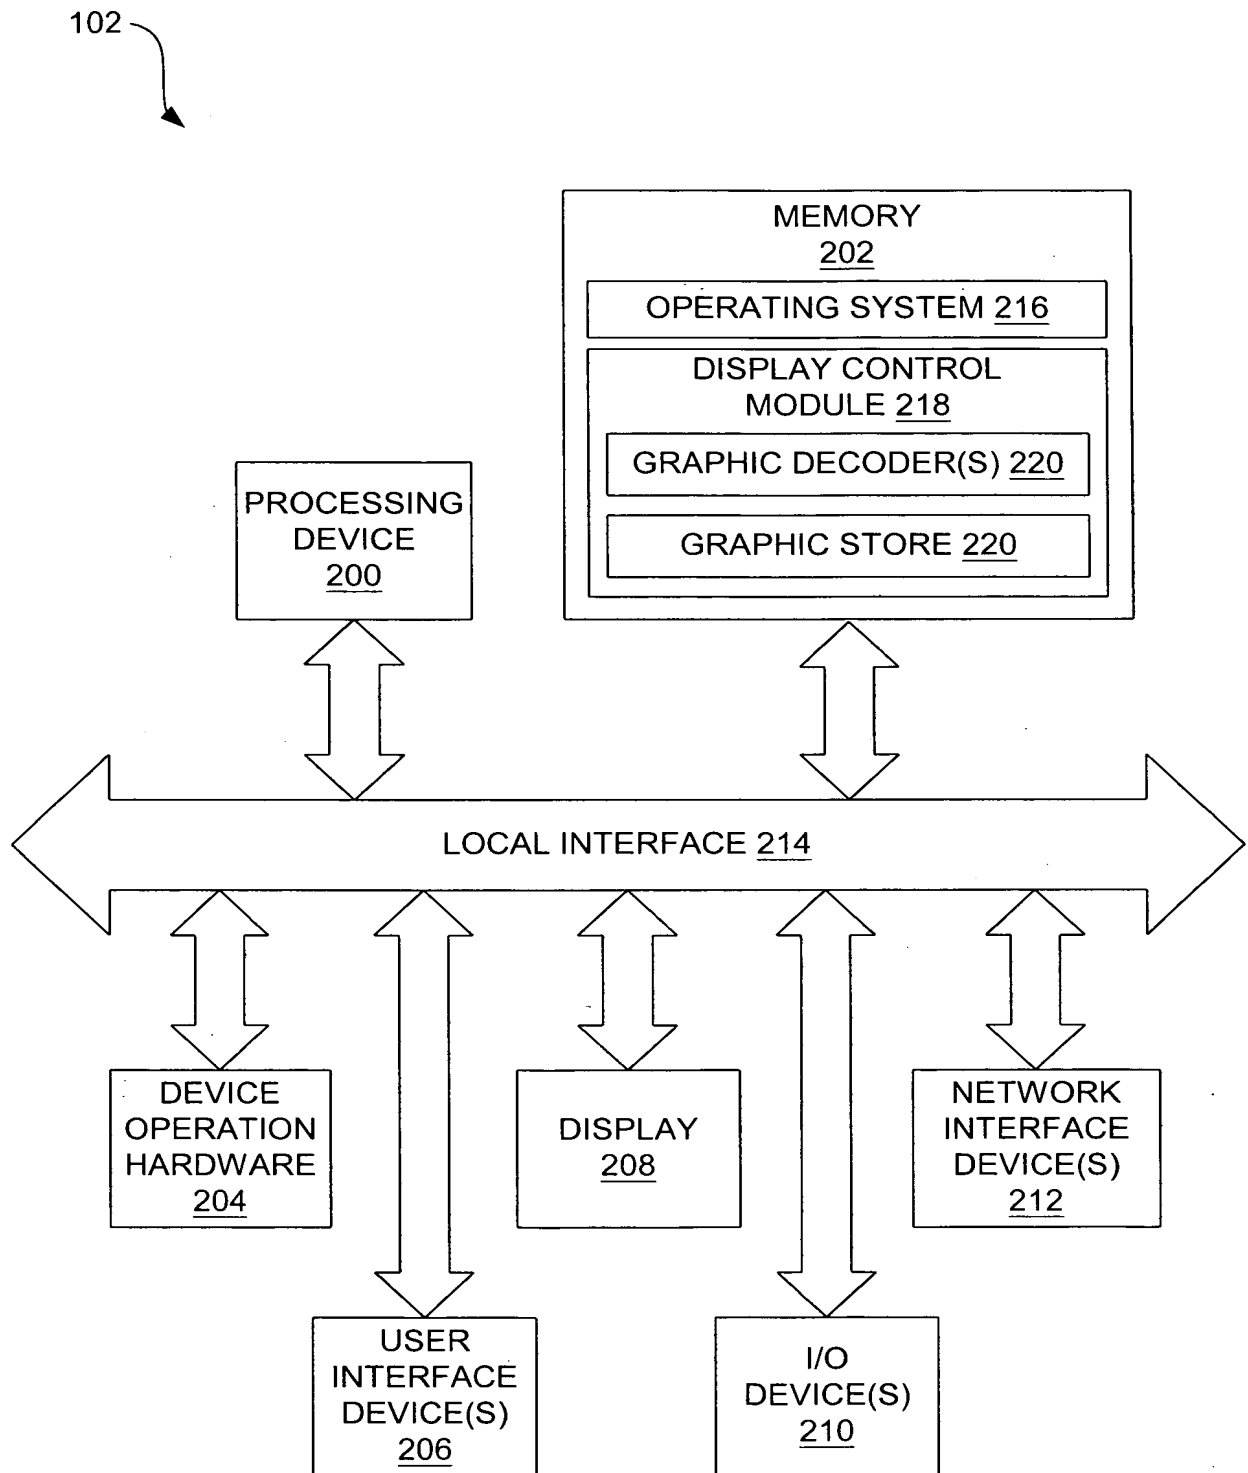 102
MEMORY
202
OPERATING SYSTEM 216
DISPLAY CONTROL
MODULE 218
GRAPHIC DECODER(S) 220
GRAPHIC STORE 220
PROCESSING
DEVICE
200
LOCAL INTERFACE 214
DEVICE
OPERATION
HARDWARE
204
DISPLAY
208
NETWORK
INTERFACE
DEVICE(S)
212
USER
INTERFACE
DEVICE(S)
206
I/O
DEVICE(S)
210